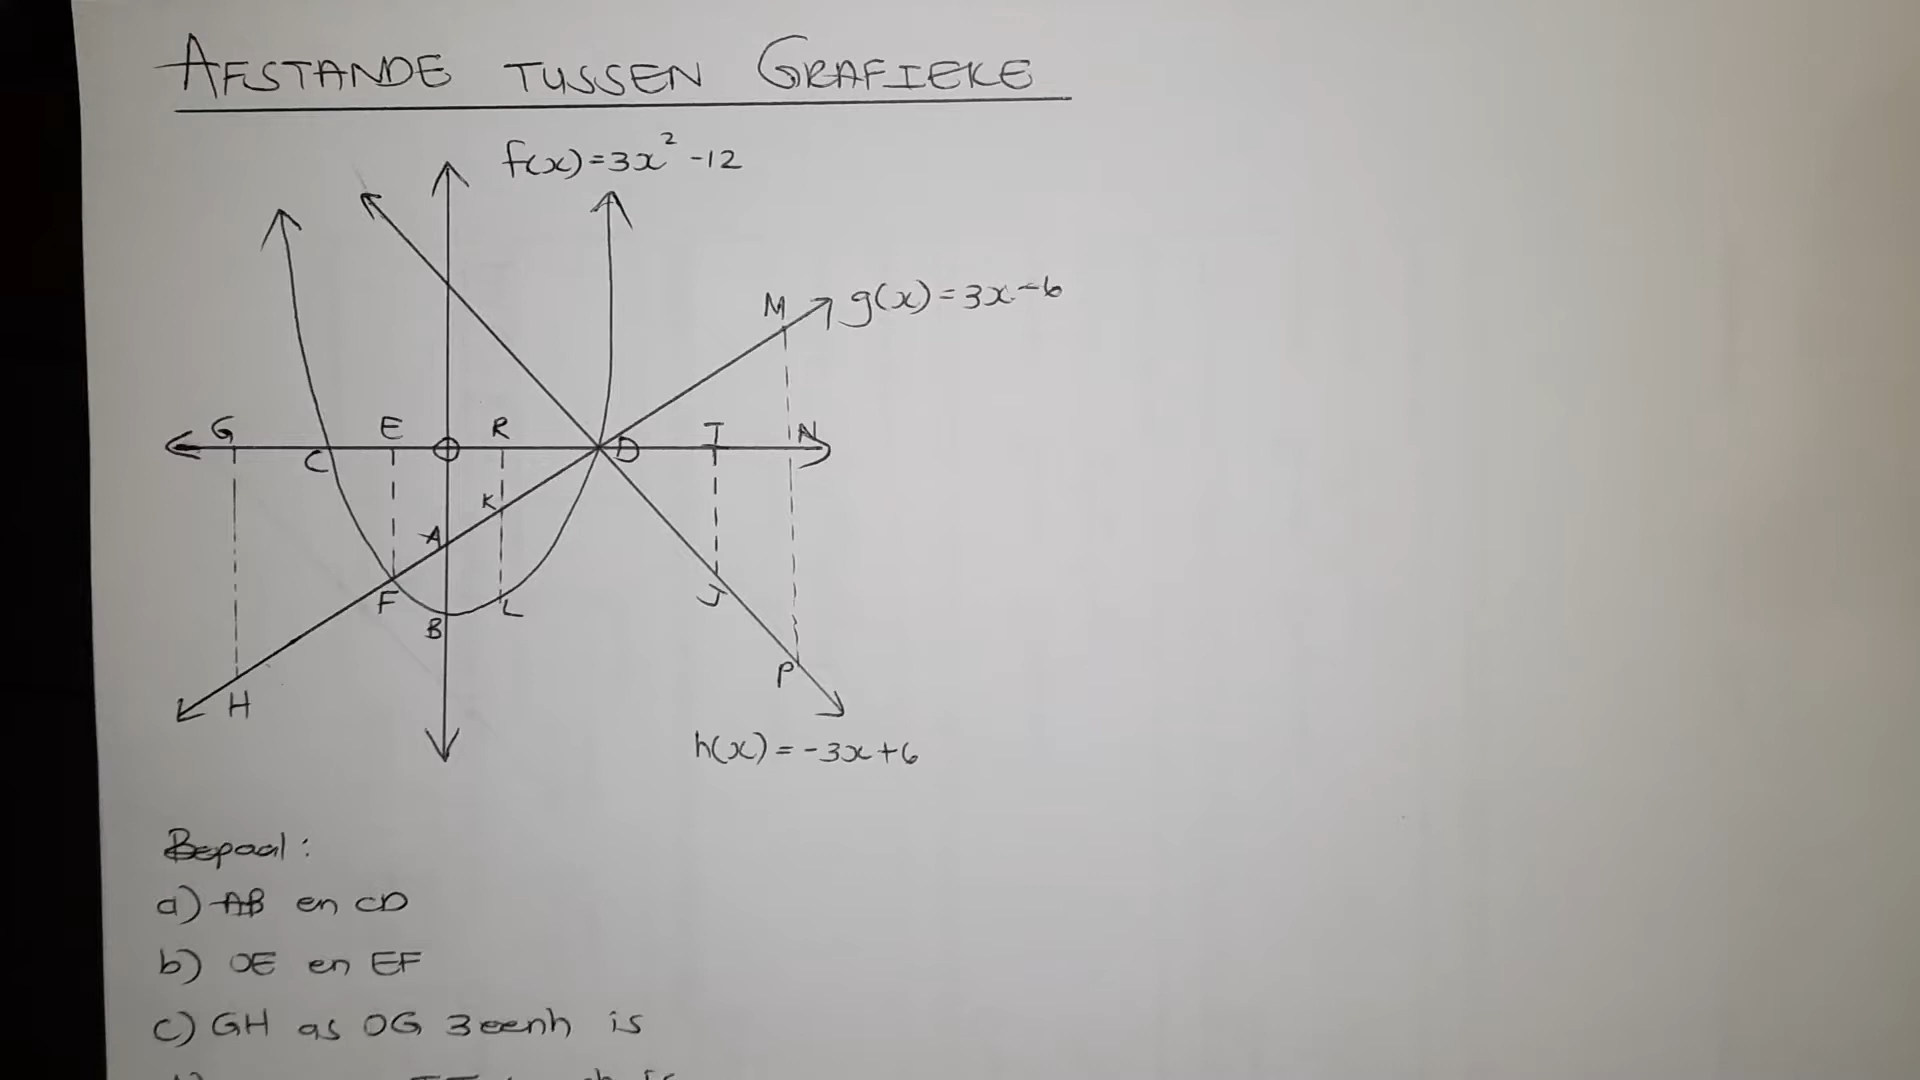 AFSTANDE TUSSEN GRAFIEKE
f(x)=3x²-12
M g(x)=3x-6
G E R T N
C D
K
A
F L J
B
P
H
h(x)=-3x+6
Bepaal:
a) AB en CD
b) OE en EF
c) GH as OG 3 eenh is